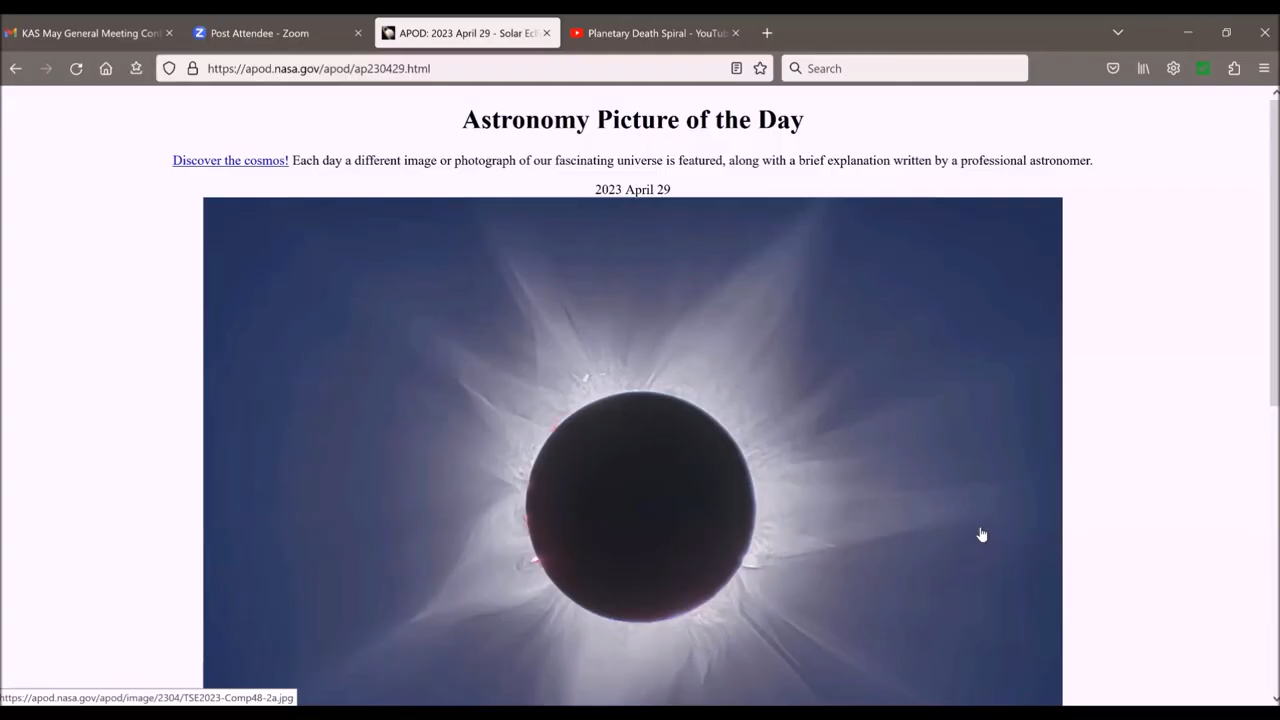 KAS May General Meeting Con
Post Attendee - Zoom
APOD: 2023 April 29 - Solar Ecl
Planetary Death Spiral - YouTub
https://apod.nasa.gov/apod/ap230429.html
Search
Astronomy Picture of the Day
Discover the cosmos! Each day a different image or photograph of our fascinating universe is featured, along with a brief explanation written by a professional astronomer.
2023 April 29
https://apod.nasa.gov/apod/image/2304/TSE2023-Comp48-2a.jpg